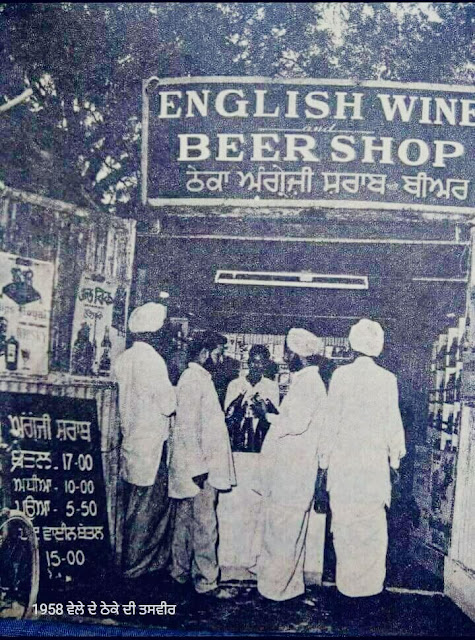 ENGLISH WINE
and
BEER SHOP
ਠੇਕਾ ਅੰਗ੍ਰੇਜ਼ੀ ਸ਼ਰਾਬ - ਬੀਅਰ
ਅੰਗ੍ਰੇਜ਼ੀ ਸ਼ਰਾਬ
ਬੋਤਲ - 17-00
ਅਧੀਆ - 10-00
ਪਊਆ - 5-50
ਵਾਈਨ ਬੋਤਲ
15-00
1958 ਵੇਲੇ ਦੇ ਠੇਕੇ ਦੀ ਤਸਵੀਰ